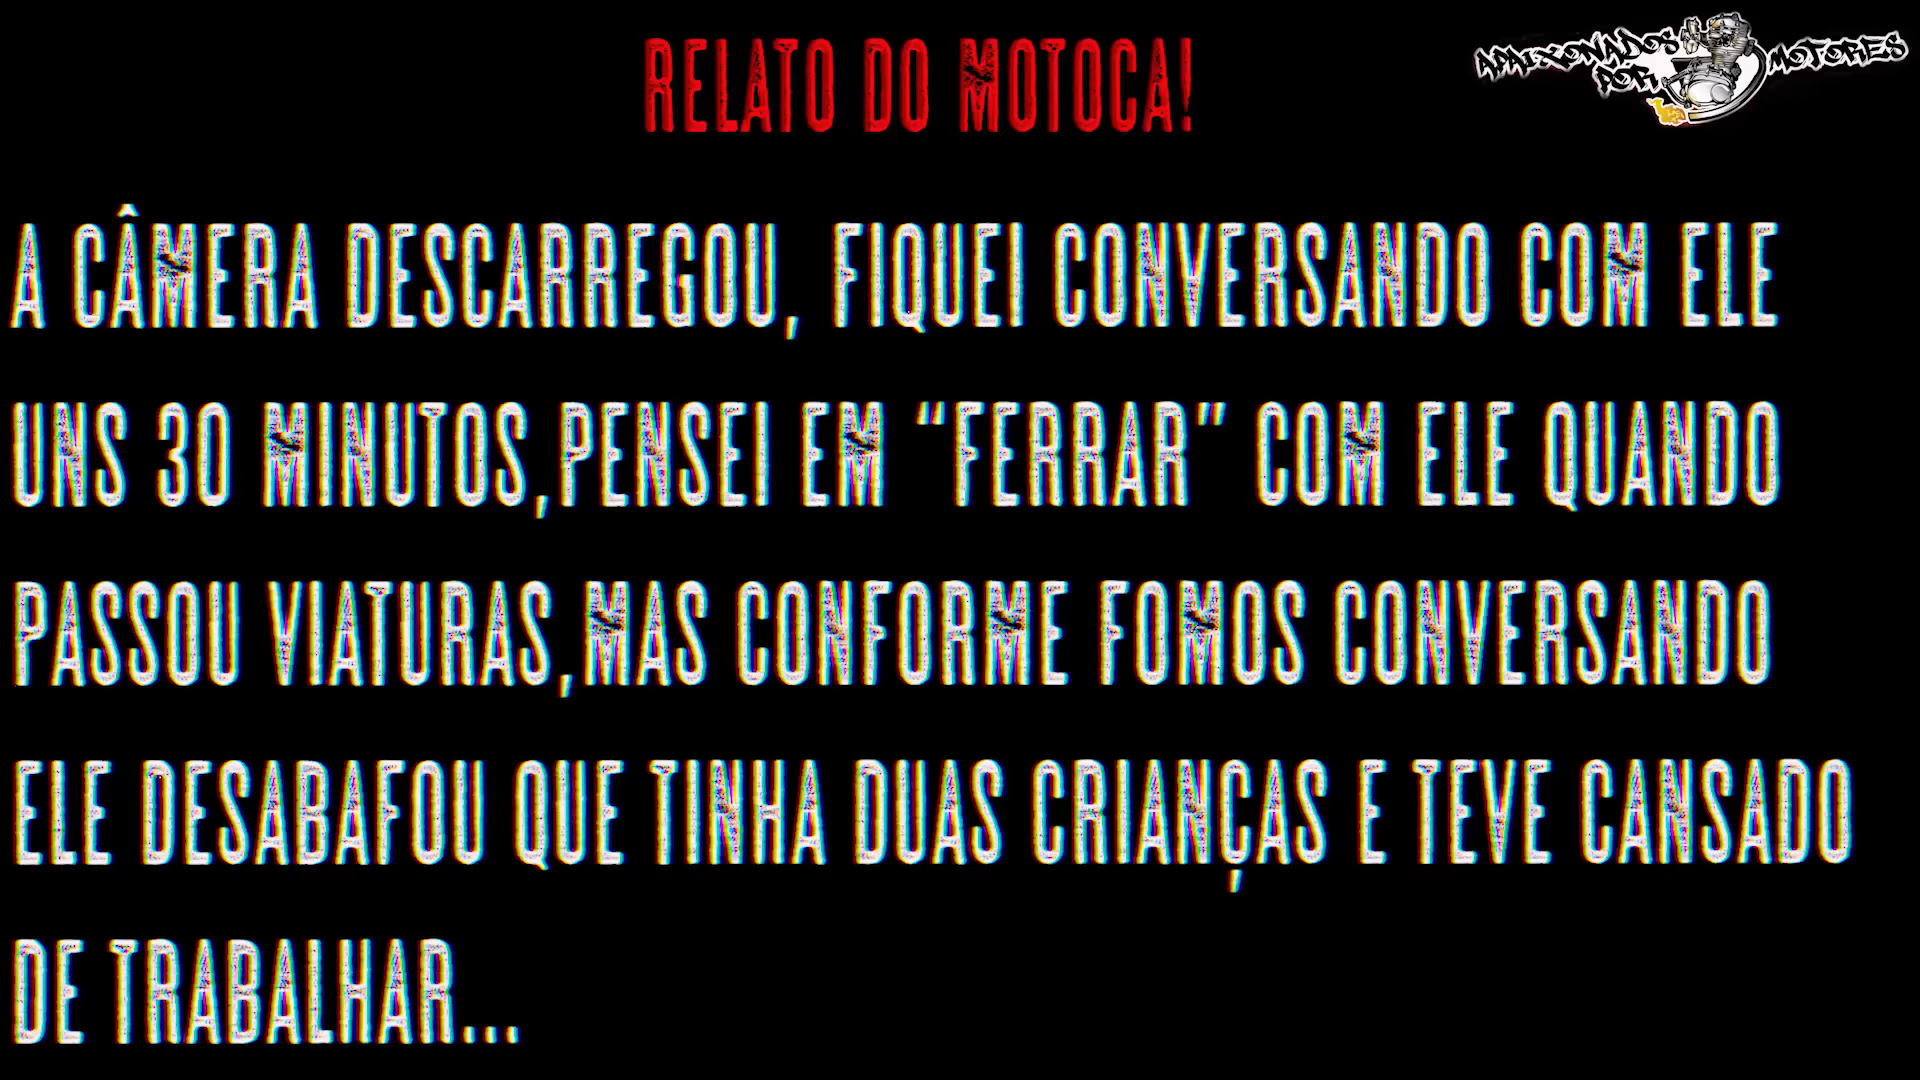 RELATO DO MOTOCA!
APAIXONADOS POR MOTORES
A CÂMERA DESCARREGOU, FIQUEI CONVERSANDO COM ELE
UNS 30 MINUTOS,PENSEI EM “FERRAR” COM ELE QUANDO
PASSOU VIATURAS,MAS CONFORME FOMOS CONVERSANDO
ELE DESABAFOU QUE TINHA DUAS CRIANÇAS E TEVE CANSADO
DE TRABALHAR...